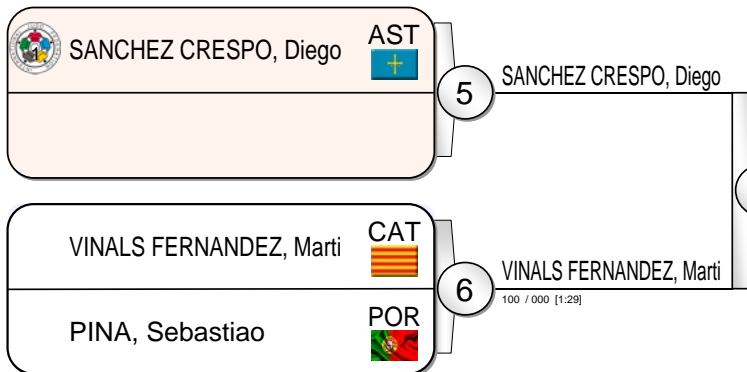 1 SANCHEZ CRESPO, Diego AST
5 SANCHEZ CRESPO, Diego
VINALS FERNANDEZ, Marti CAT
6 VINALS FERNANDEZ, Marti
100 / 000 [1:29]
PINA, Sebastiao POR